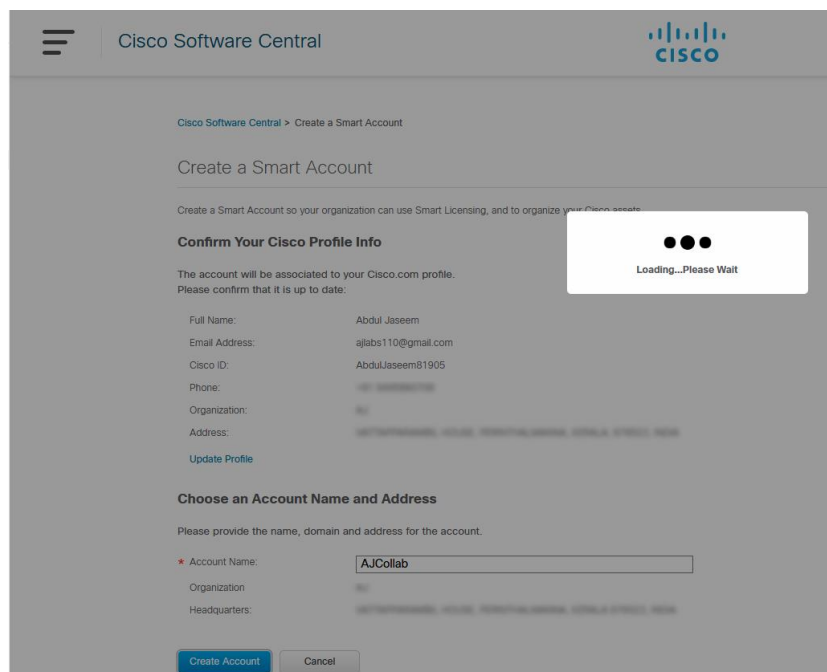 Cisco Software Central
CISCO
Cisco Software Central > Create a Smart Account
Create a Smart Account
Create a Smart Account so your organization can use Smart Licensing, and to organize your Cisco assets
Loading...Please Wait
Confirm Your Cisco Profile Info
The account will be associated to your Cisco.com profile.
Please confirm that it is up to date:
Full Name: Abdul Jaseem
Email Address: ajlabs110@gmail.com
Cisco ID: AbdulJaseem81905
Phone:
Organization:
Address:
Update Profile
Choose an Account Name and Address
Please provide the name, domain and address for the account.
* Account Name: AJCollab
Organization
Headquarters:
Create Account Cancel